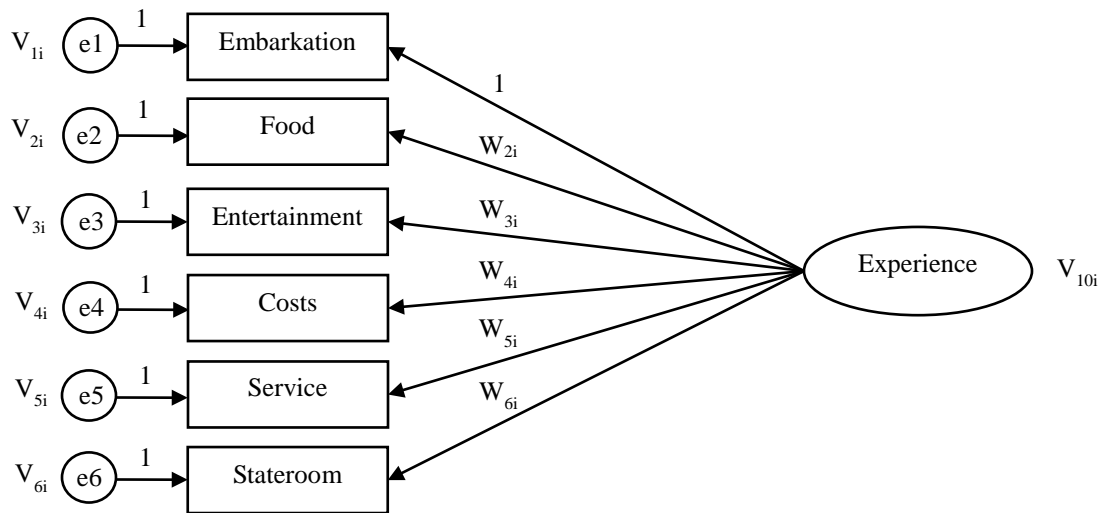 V1i e1 1 Embarkation
1
V2i e2 1 Food
W2i
V3i e3 1 Entertainment
W3i
Experience V10i
W4i
V4i e4 1 Costs
W5i
V5i e5 1 Service
W6i
V6i e6 1 Stateroom